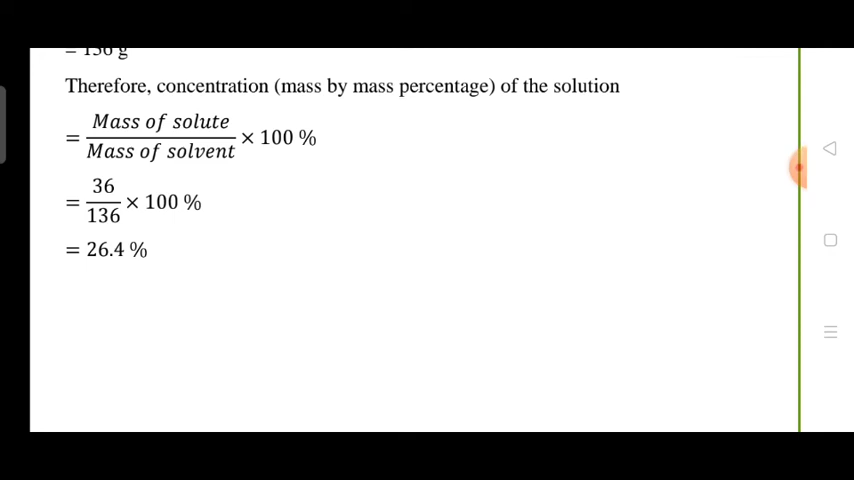 = 136 g
Therefore, concentration (mass by mass percentage) of the solution
= Mass of solute / Mass of solvent × 100 %
= 36 / 136 × 100 %
= 26.4 %